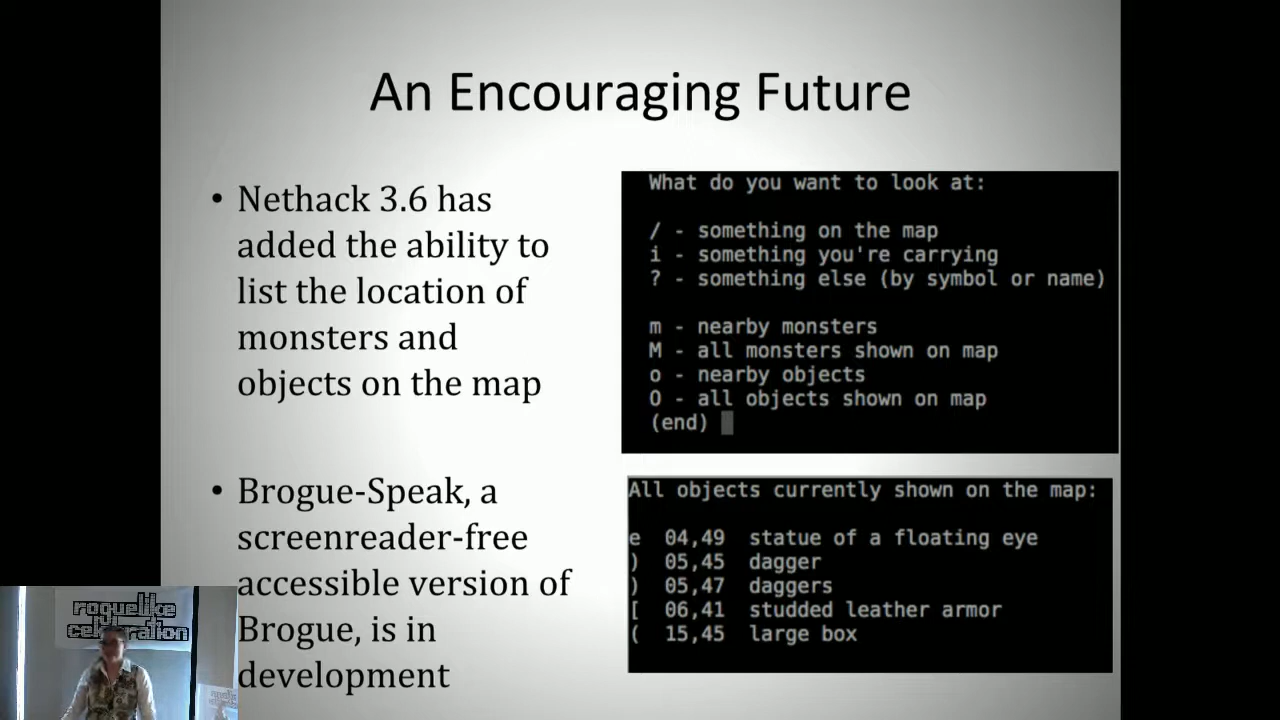 An Encouraging Future
• Nethack 3.6 has
added the ability to
list the location of
monsters and
objects on the map
• Brogue-Speak, a
screenreader-free
accessible version of
Brogue, is in
development
What do you want to look at:
/ - something on the map
i - something you're carrying
? - something else (by symbol or name)
m - nearby monsters
M - all monsters shown on map
o - nearby objects
O - all objects shown on map
(end)
All objects currently shown on the map:
e 04,49 statue of a floating eye
) 05,45 dagger
) 05,47 daggers
[ 06,41 studded leather armor
( 15,45 large box
roguelike
celebration